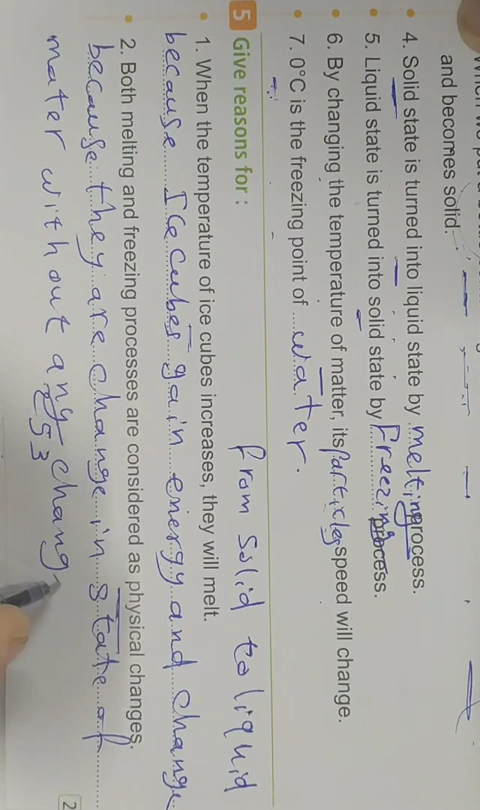 and becomes solid.
4. Solid state is turned into liquid state by melting process.
5. Liquid state is turned into solid state by Freezing process.
6. By changing the temperature of matter, its particles speed will change.
7. 0°C is the freezing point of water.
5 Give reasons for :
from solid to liquid
1. When the temperature of ice cubes increases, they will melt.
because Ice cubes gain energy and change
2. Both melting and freezing processes are considered as physical changes.
because they are change in state of
mater without any chang
53
2